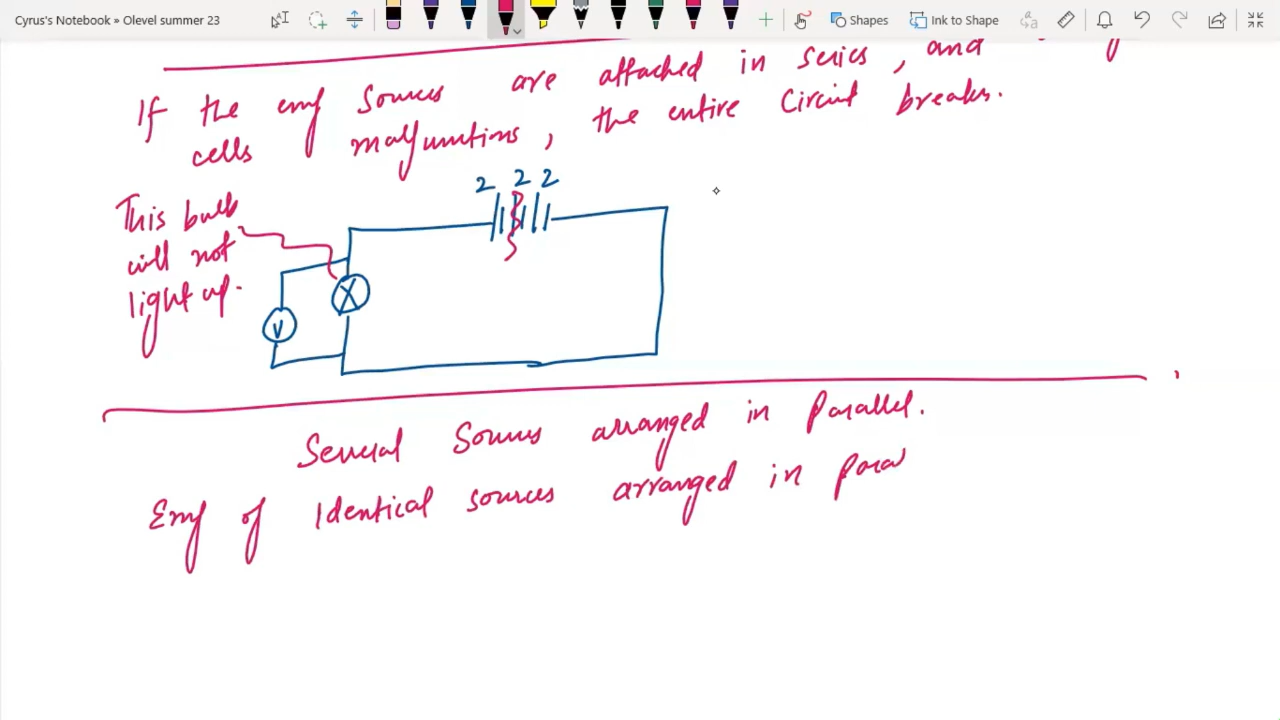 Cyrus's Notebook » Olevel summer 23
Shapes
Ink to Shape
If the emf sources are attached in series, and
cells malfunctions, the entire circuit breaks.
2 2 2
This bulb
will not
light up.
V
Several Sources arranged in parallel.
Emf of Identical sources arranged in para